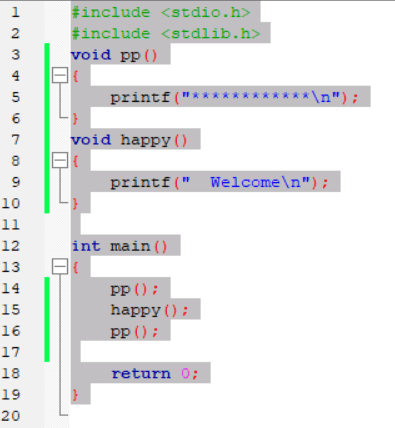 1 #include <stdio.h>
2 #include <stdlib.h>
3 void pp()
4 {
5     printf("************\n");
6 }
7 void happy()
8 {
9     printf("  Welcome\n");
10 }
11
12 int main()
13 {
14     pp();
15     happy();
16     pp();
17
18     return 0;
19 }
20